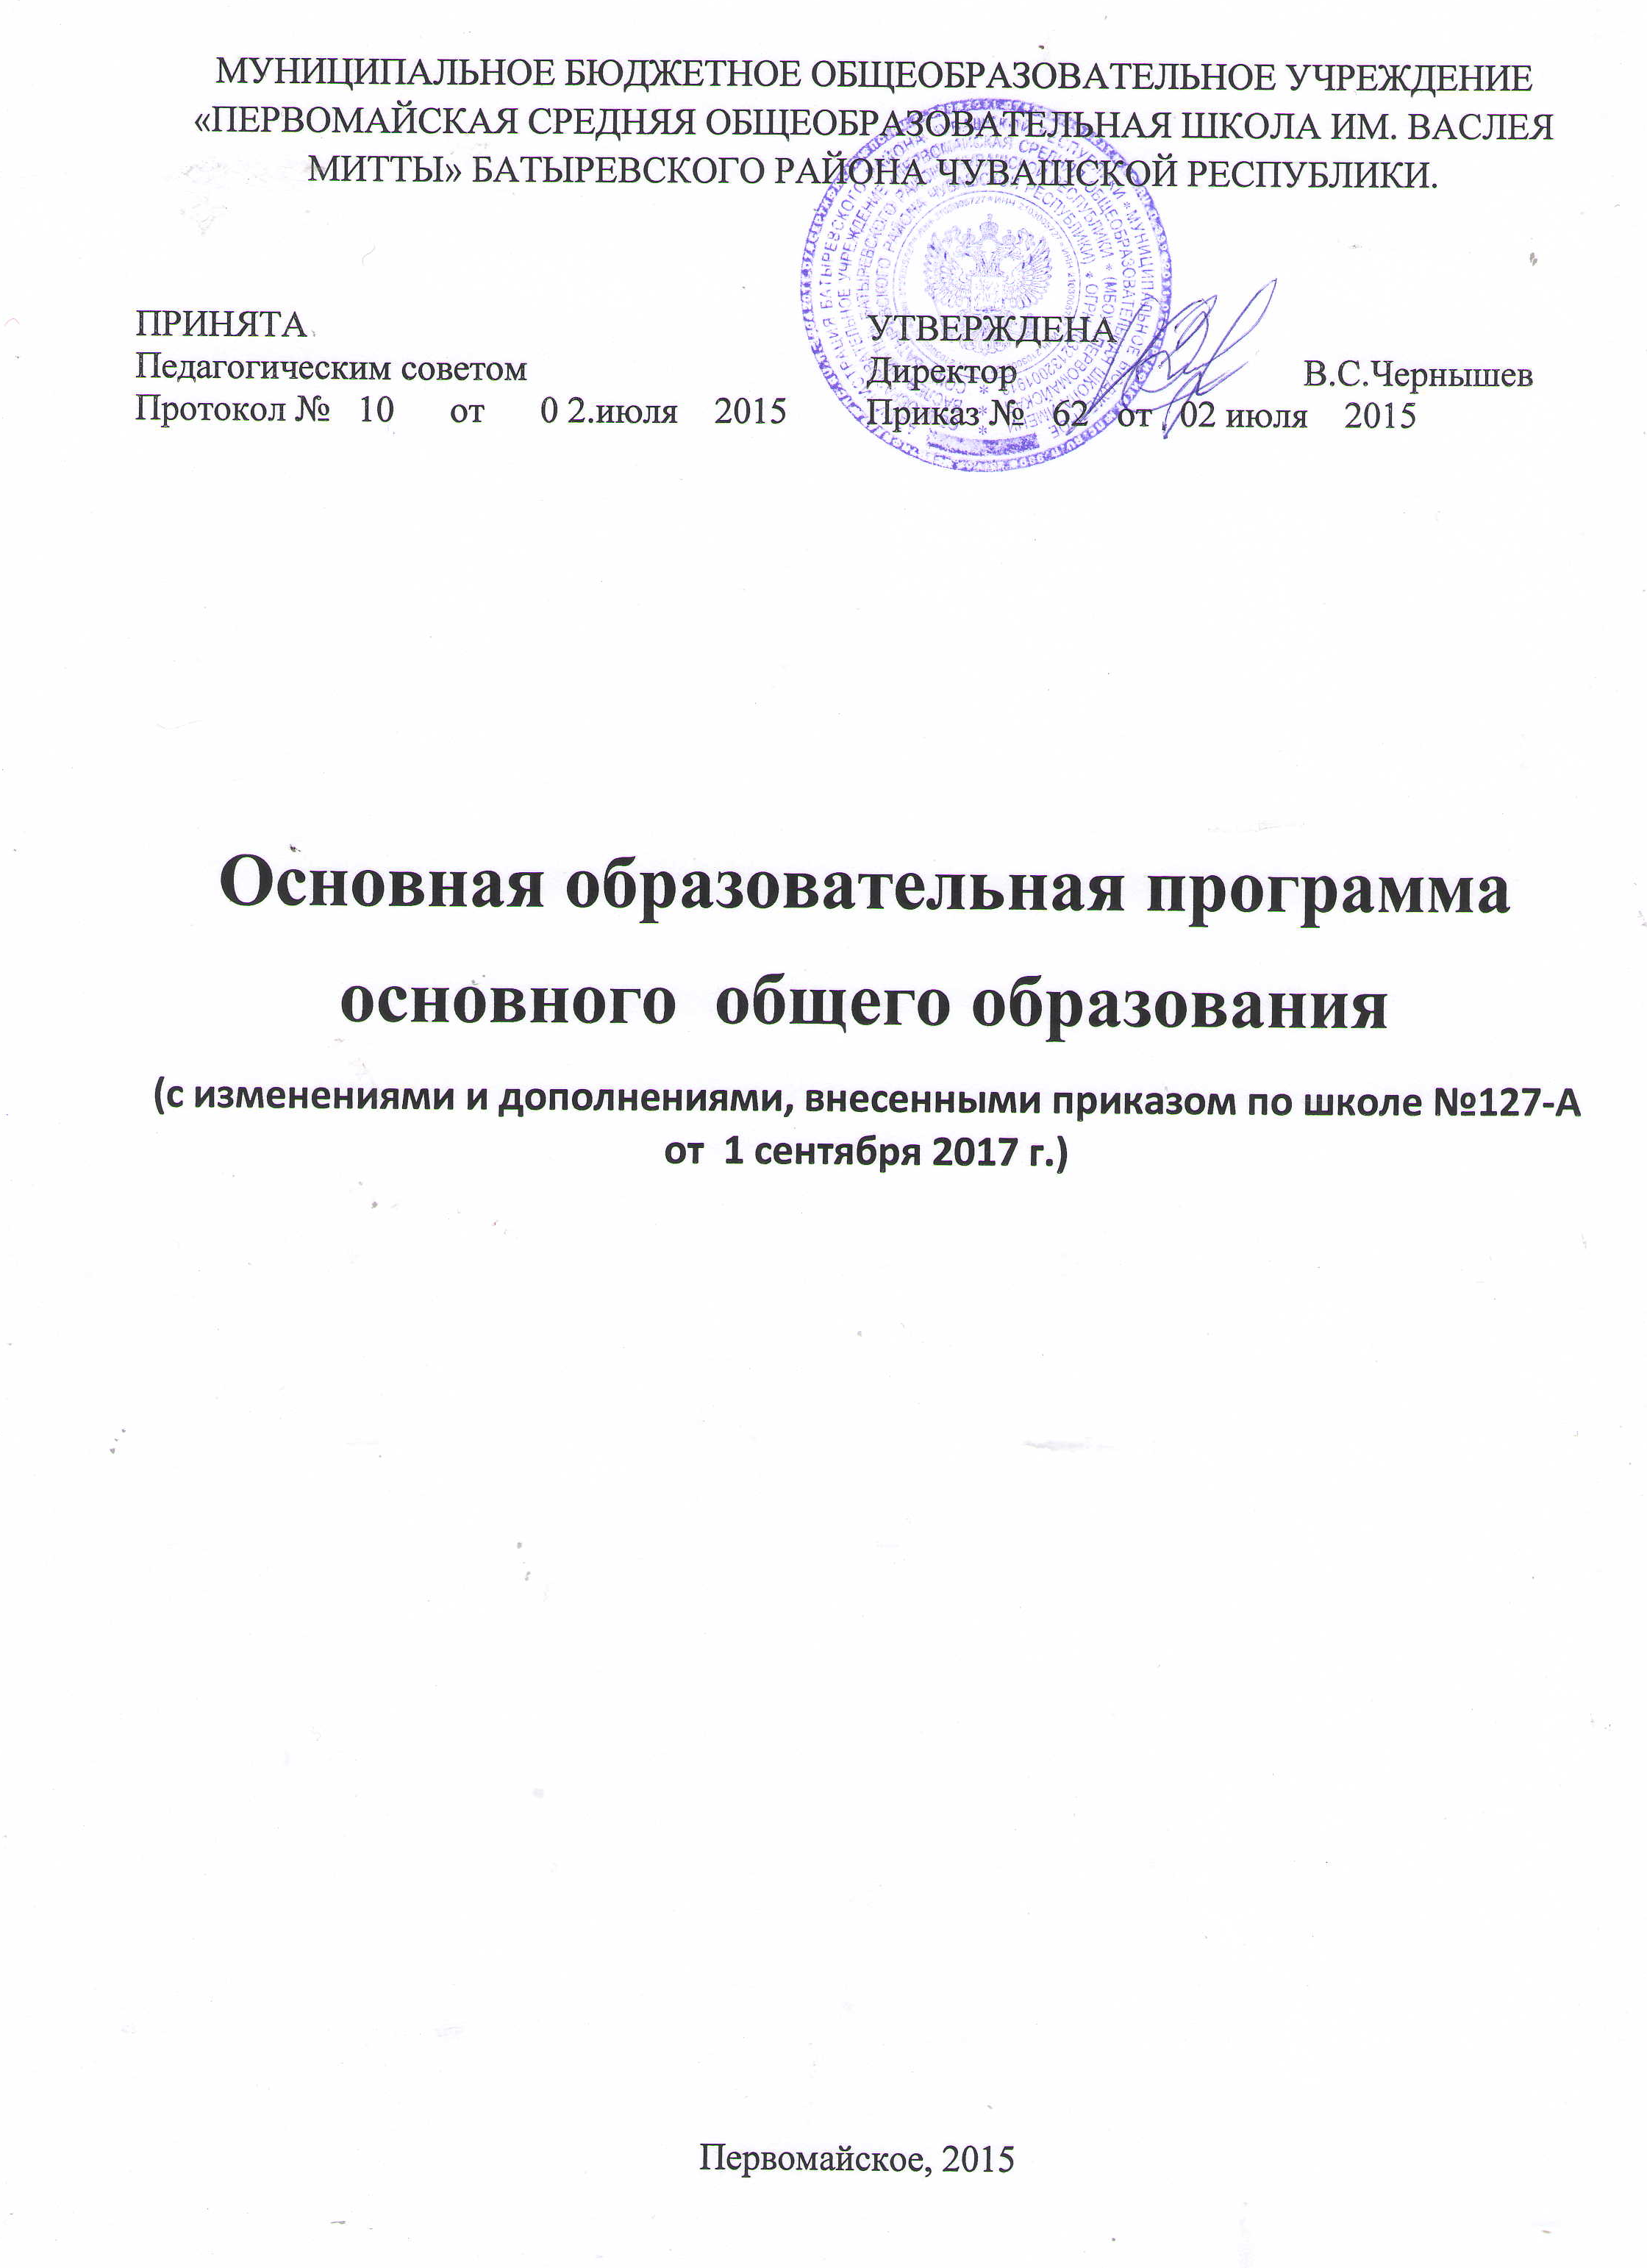 МУНИЦИПАЛЬНОЕ БЮДЖЕТНОЕ ОБЩЕОБРАЗОВАТЕЛЬНОЕ УЧРЕЖДЕНИЕ
«ПЕРВОМАЙСКАЯ СРЕДНЯЯ ОБЩЕОБРАЗОВАТЕЛЬНАЯ ШКОЛА ИМ. ВАСЛЕЯ
МИТТЫ» БАТЫРЕВСКОГО РАЙОНА ЧУВАШСКОЙ РЕСПУБЛИКИ.
ПРИНЯТА
Педагогическим советом
Протокол № 10 от 0 2.июля 2015
УТВЕРЖДЕНА
Директор В.С.Чернышев
Приказ № 62 от 02 июля 2015
Основная образовательная программа
основного общего образования
(с изменениями и дополнениями, внесенными приказом по школе №127-А
от 1 сентября 2017 г.)
Первомайское, 2015